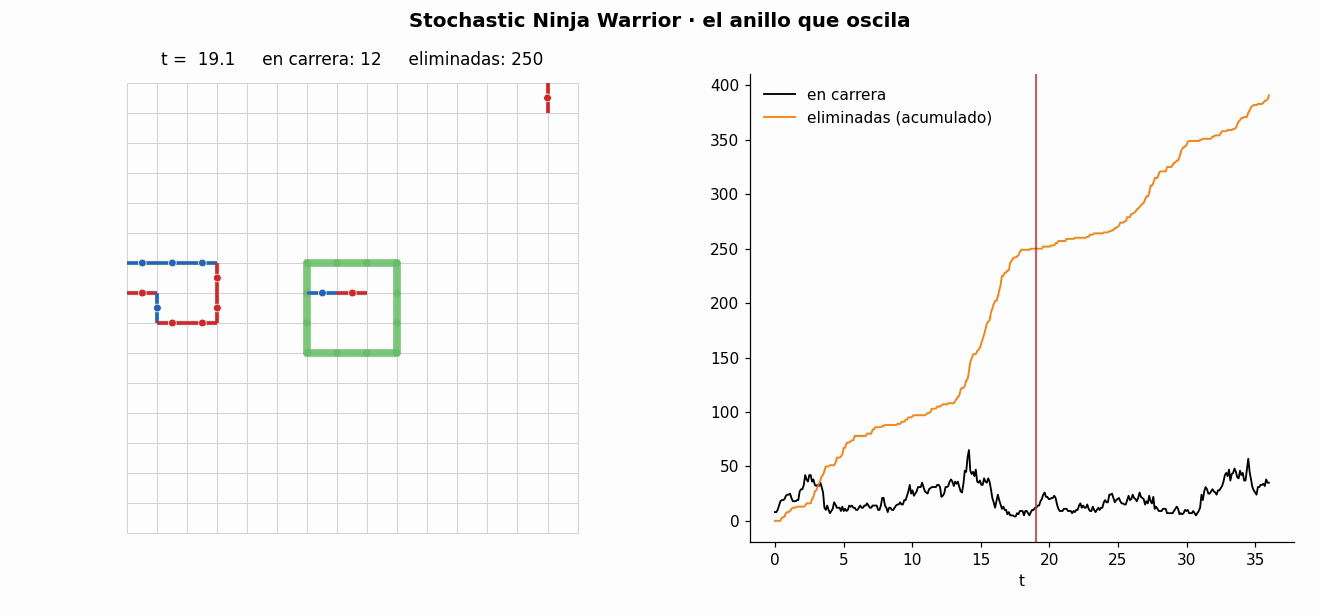 Stochastic Ninja Warrior · el anillo que oscila
t =  19.1     en carrera: 12     eliminadas: 250
en carrera
eliminadas (acumulado)
400
350
300
250
200
150
100
50
0
0 5 10 15 20 25 30 35
t